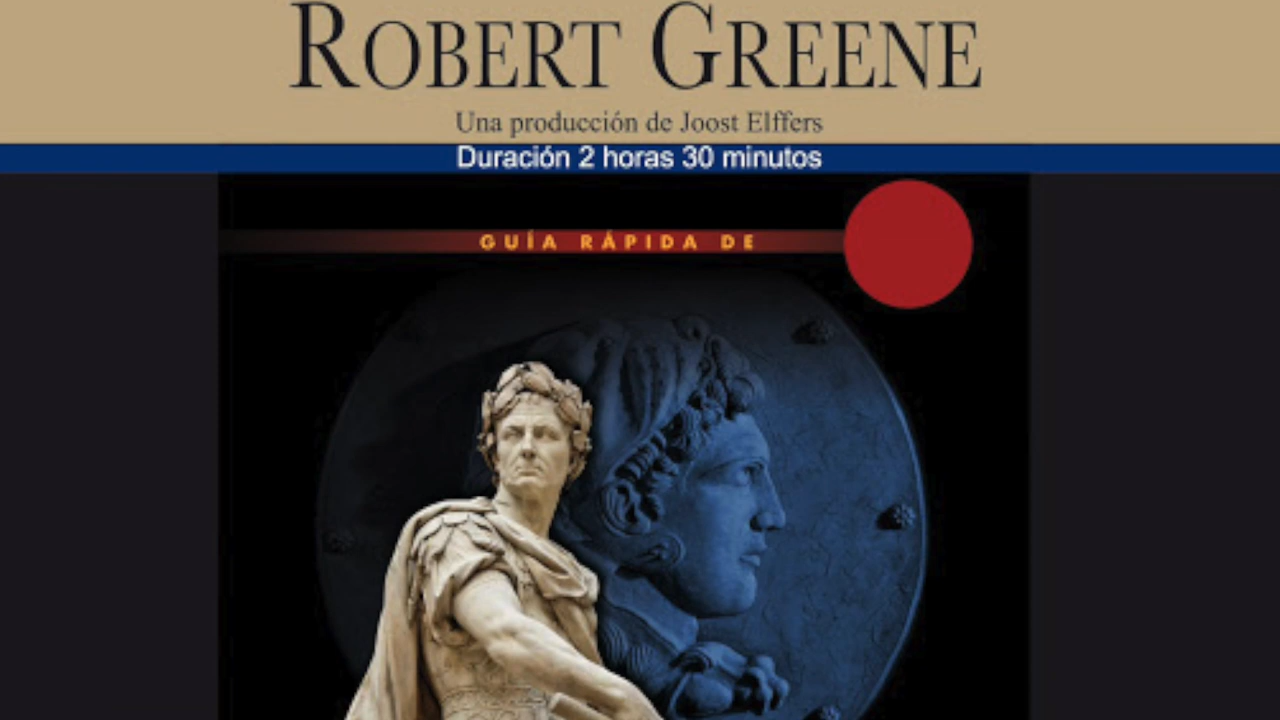 ROBERT GREENE
Una producción de Joost Elffers
Duración 2 horas 30 minutos
GUÍA RÁPIDA DE